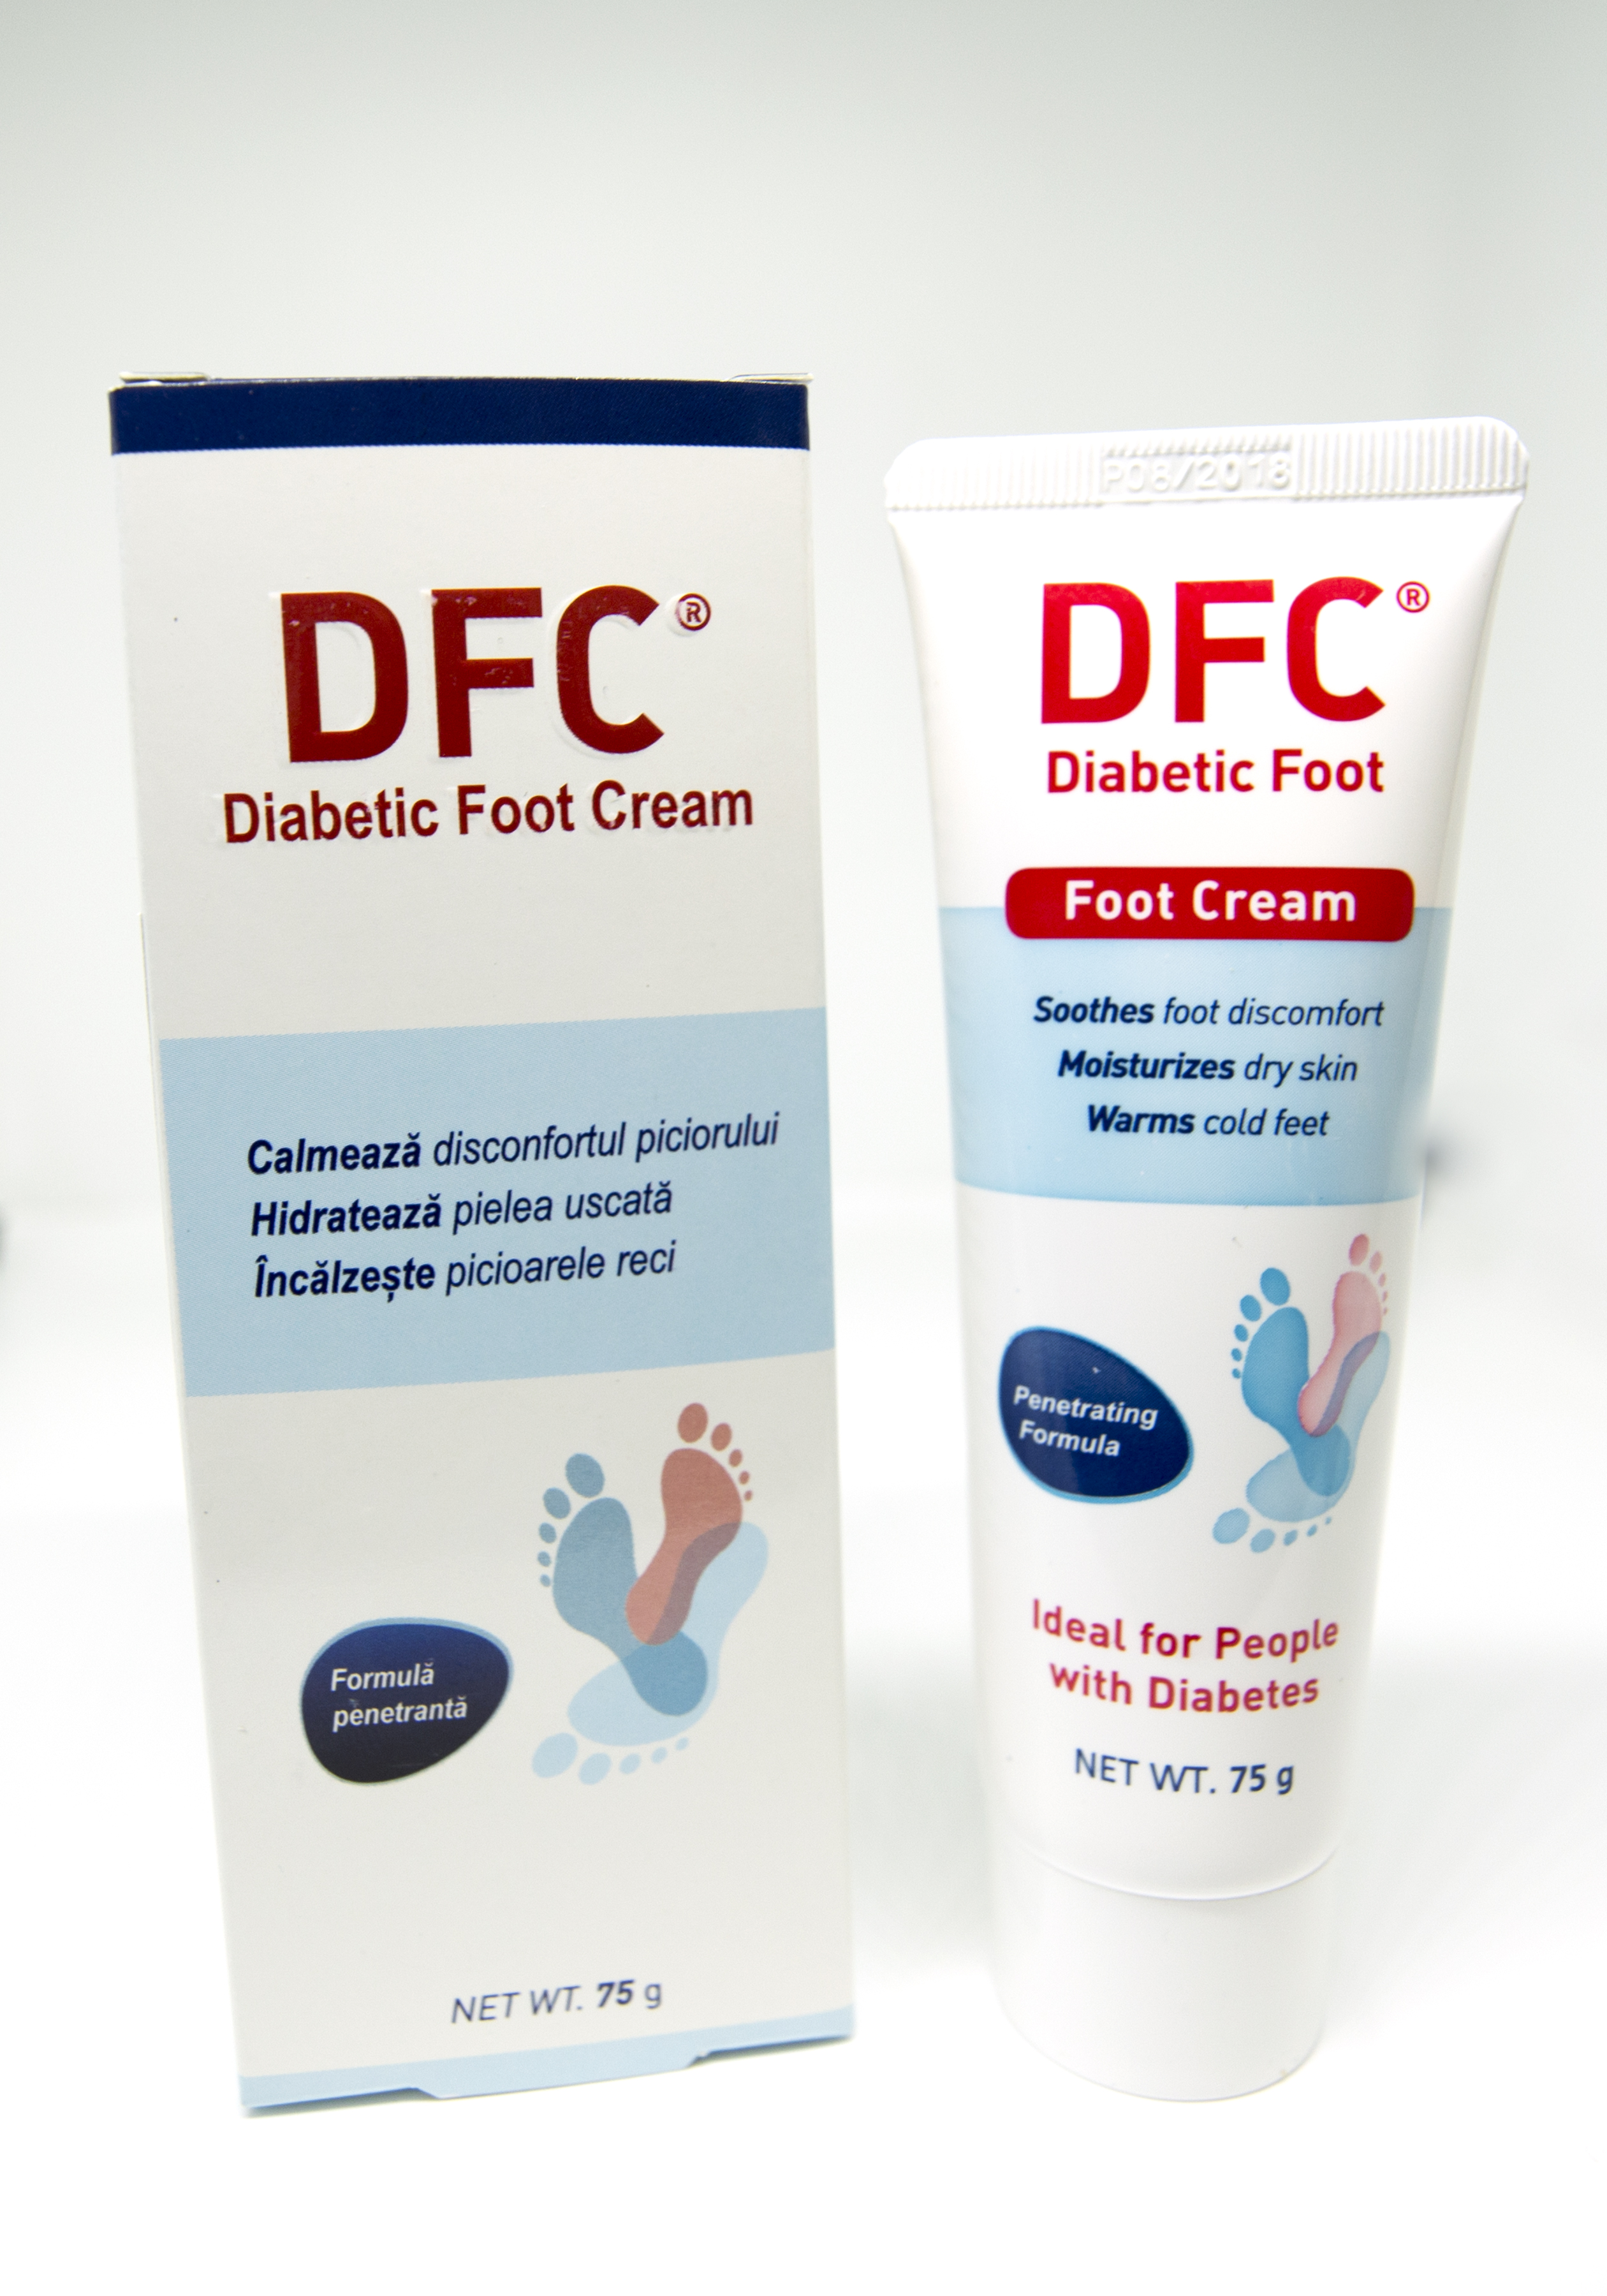 DFC®
Diabetic Foot Cream
Calmează disconfortul piciorului
Hidratează pielea uscată
Încălzește picioarele reci
Formulă
penetrantă
NET WT. 75 g
P08/2018
DFC®
Diabetic Foot
Foot Cream
Soothes foot discomfort
Moisturizes dry skin
Warms cold feet
Penetrating
Formula
Ideal for People
with Diabetes
NET WT. 75 g